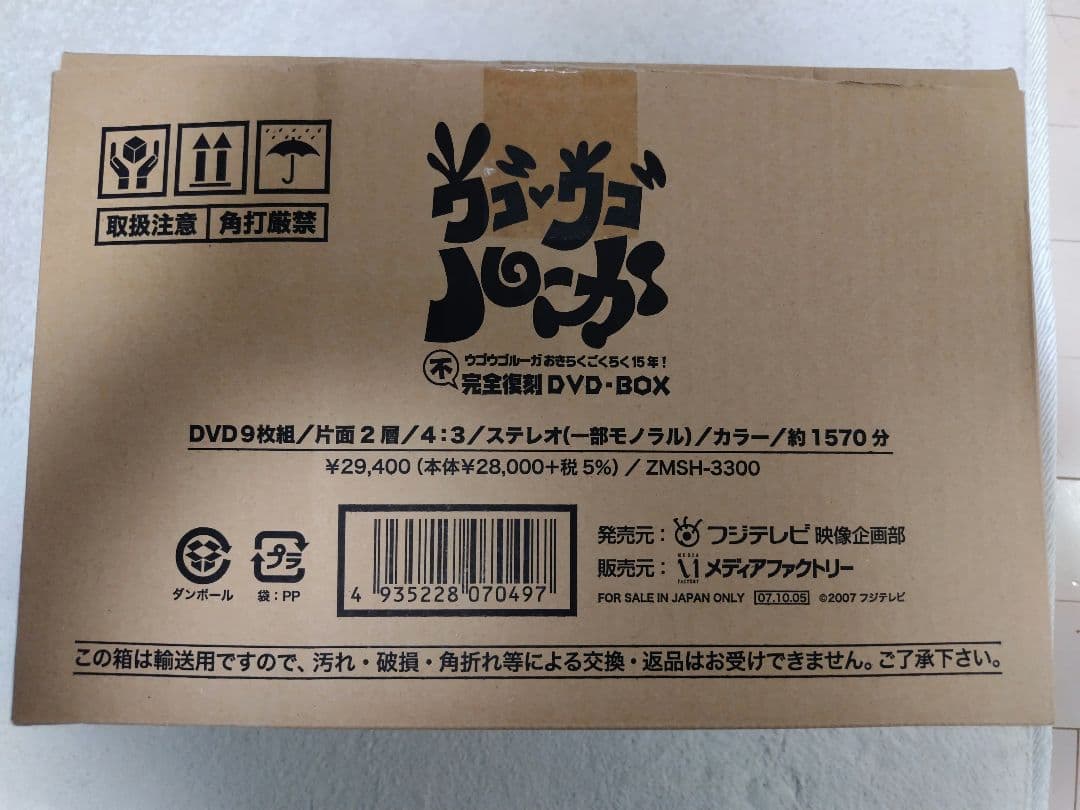 取扱注意 角打厳禁
ウゴ♥ウゴ
ルーガ
ウゴウゴルーガおきらくごくらく15年!
不 完全復刻 DVD-BOX
DVD9枚組/片面2層/4:3/ステレオ(一部モノラル)/カラー/約1570分
¥29,400(本体¥28,000+税5%)/ZMSH-3300
ダンボール
プラ
袋:PP
4 935228 070497
発売元:フジテレビ 映像企画部
販売元:MEDIA FACTORY メディアファクトリー
FOR SALE IN JAPAN ONLY 07.10.05 ©2007 フジテレビ
この箱は輸送用ですので、汚れ・破損・角折れ等による交換・返品はお受けできません。ご了承下さい。